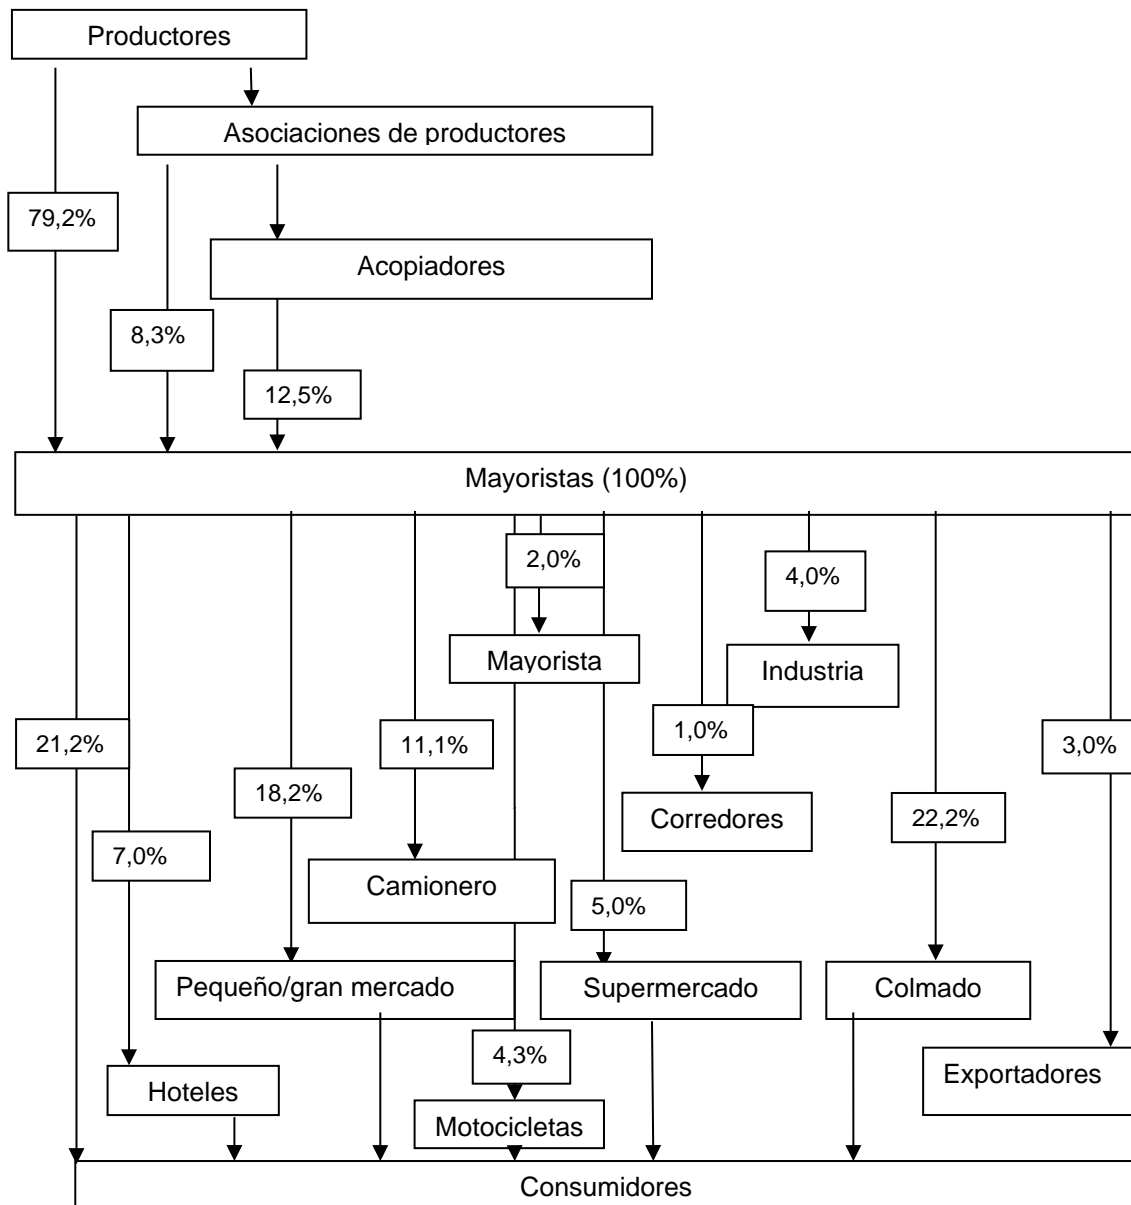 Productores
Asociaciones de productores
79,2%
Acopiadores
8,3%
12,5%
Mayoristas (100%)
2,0%
4,0%
Mayorista
Industria
21,2%
11,1%
1,0%
3,0%
18,2%
Corredores
22,2%
7,0%
Camionero
5,0%
Pequeño/gran mercado
Supermercado
Colmado
4,3%
Exportadores
Hoteles
Motocicletas
Consumidores